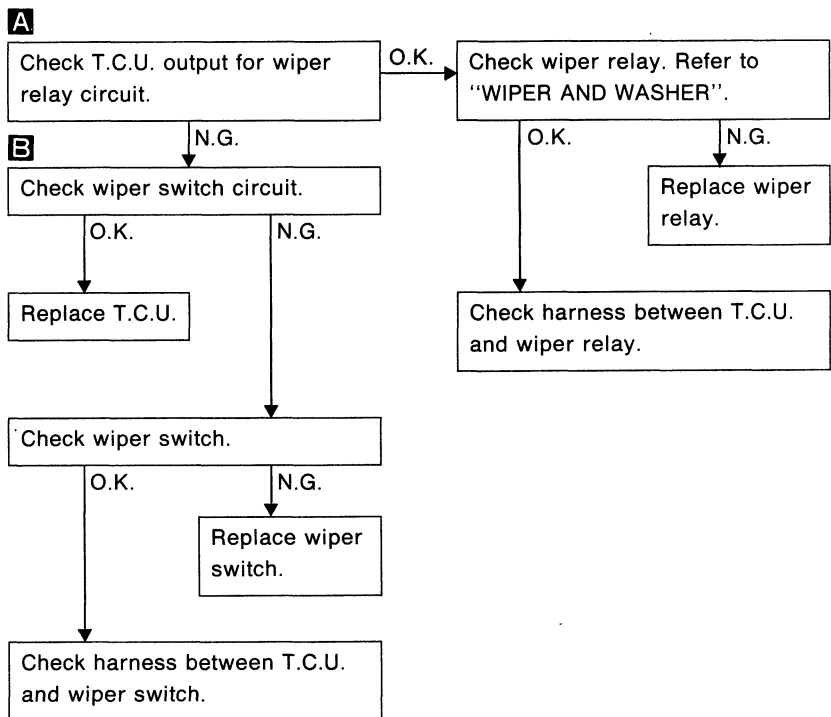 A
Check T.C.U. output for wiper
relay circuit.
O.K.
Check wiper relay. Refer to
"WIPER AND WASHER".
N.G.
O.K.
N.G.
B
Check wiper switch circuit.
Replace wiper
relay.
O.K.
N.G.
Replace T.C.U.
Check harness between T.C.U.
and wiper relay.
Check wiper switch.
O.K.
N.G.
Replace wiper
switch.
Check harness between T.C.U.
and wiper switch.